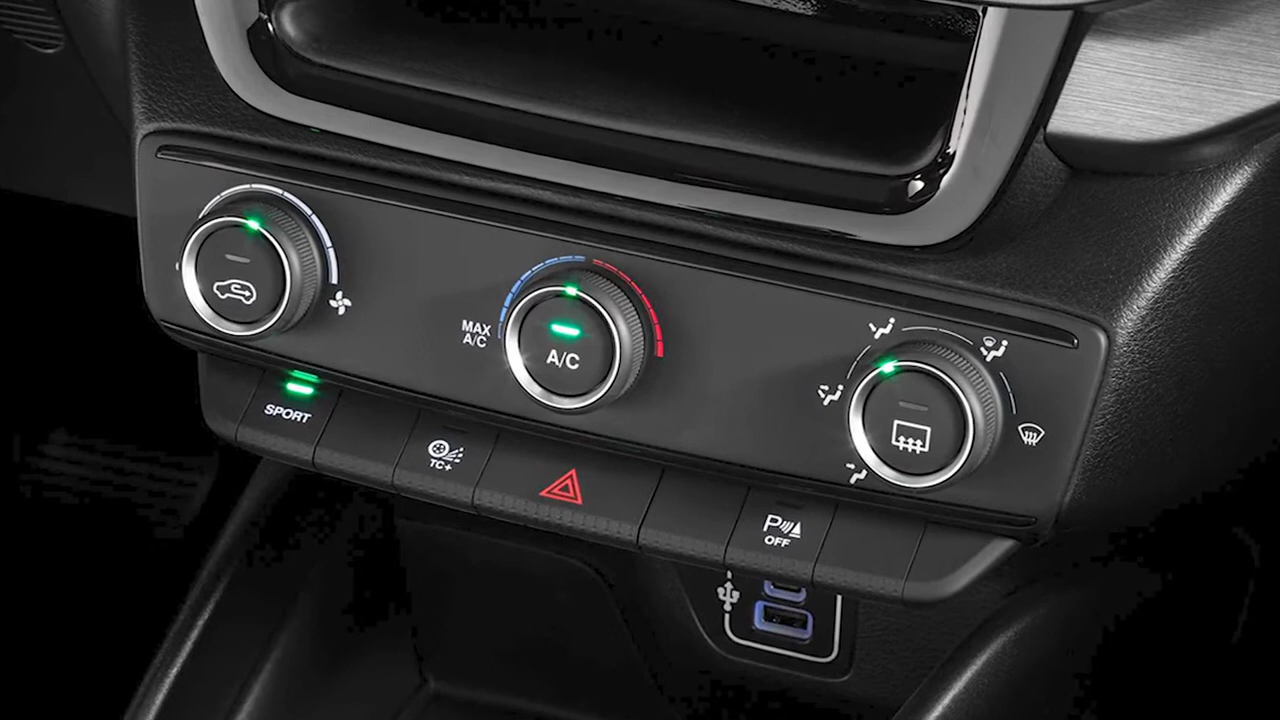 MAX
A/C
A/C
SPORT
TC+
P
OFF